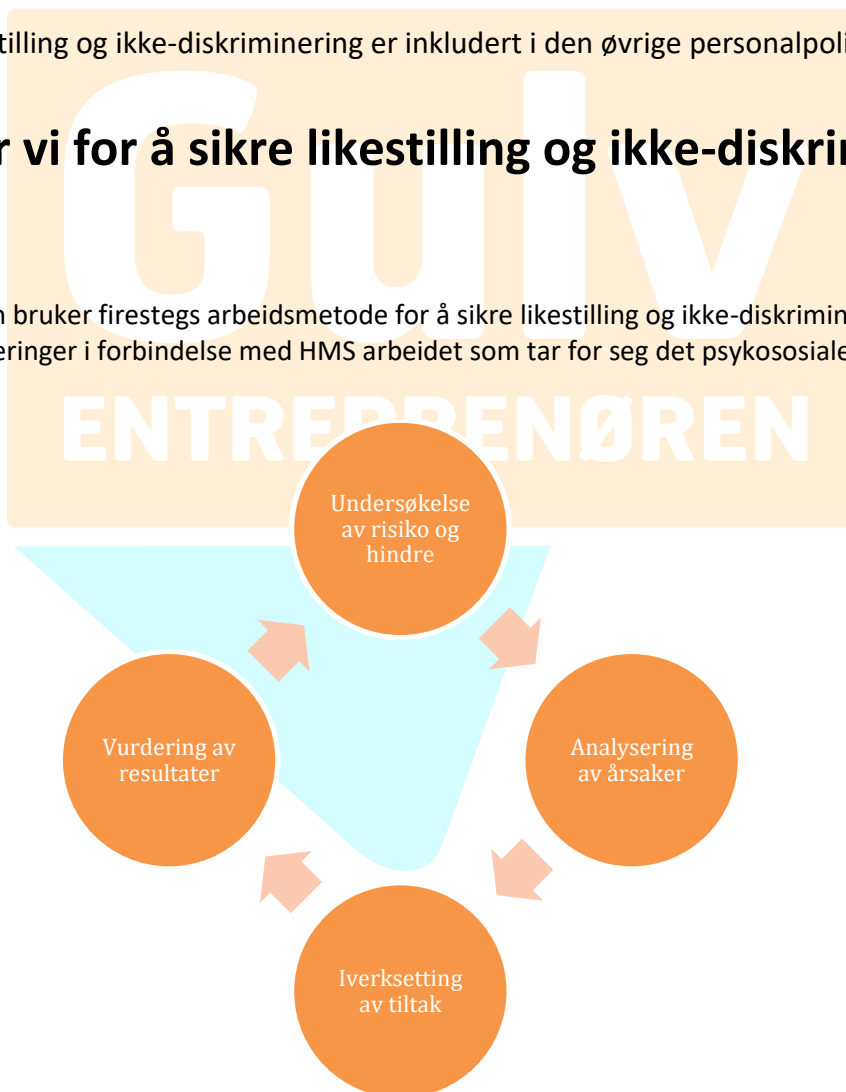 tilling og ikke-diskriminering er inkludert i den øvrige personalpoli
Gulv
r vi for å sikre likestilling og ikke-diskri
bruker firestegs arbeidsmetode for å sikre likestilling og ikke-diskrimin
eringer i forbindelse med HMS arbeidet som tar for seg det psykososiale
ENTREPRENØREN
Undersøkelse
av risiko og
hindre
Vurdering av
resultater
Analysering
av årsaker
Iverksetting
av tiltak